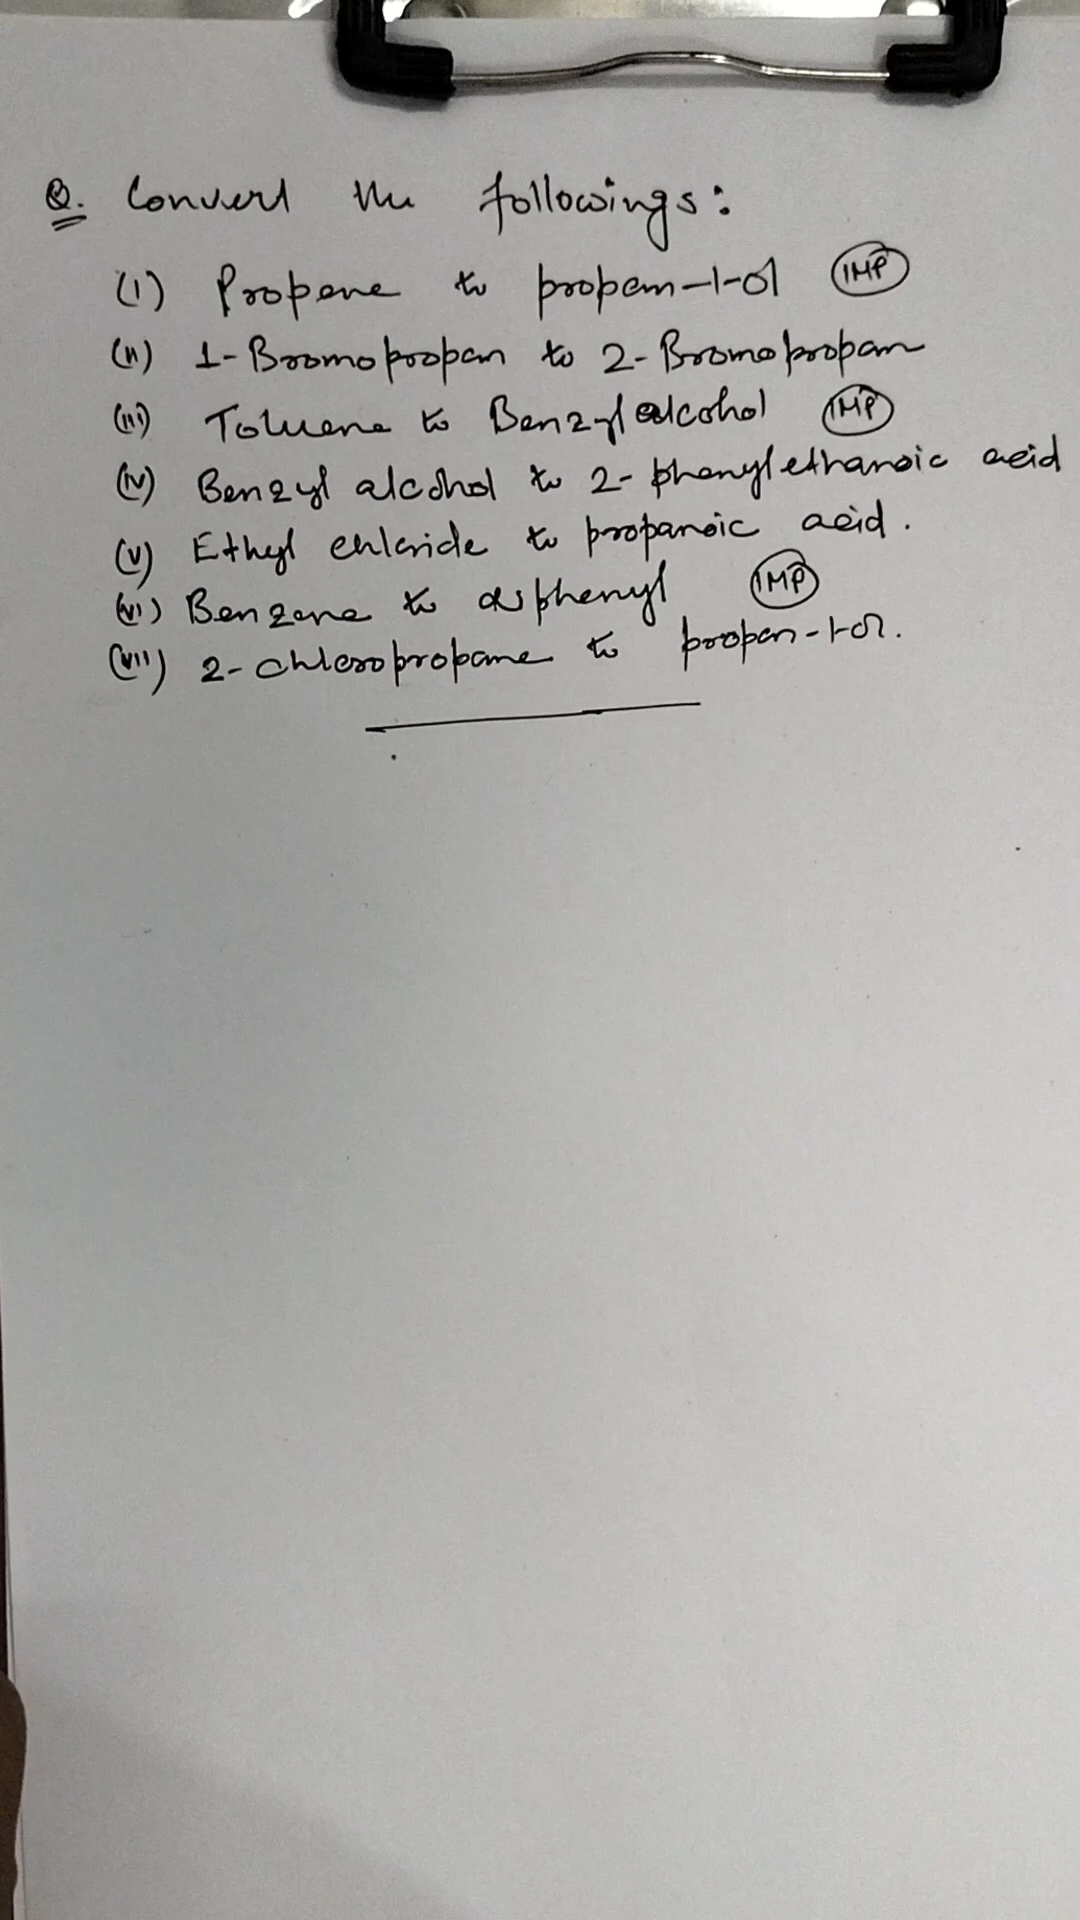 Q. Convert the followings:
(i) Propene to propan-1-ol (IMP)
(ii) 1-Bromopropan to 2-Bromopropan
(iii) Toluene to Benzyl alcohol (IMP)
(iv) Benzyl alcohol to 2-phenylethanoic acid
(v) Ethyl chloride to propanoic acid.
(vi) Benzene to diphenyl (IMP)
(vii) 2-chloropropane to propan-1-ol.